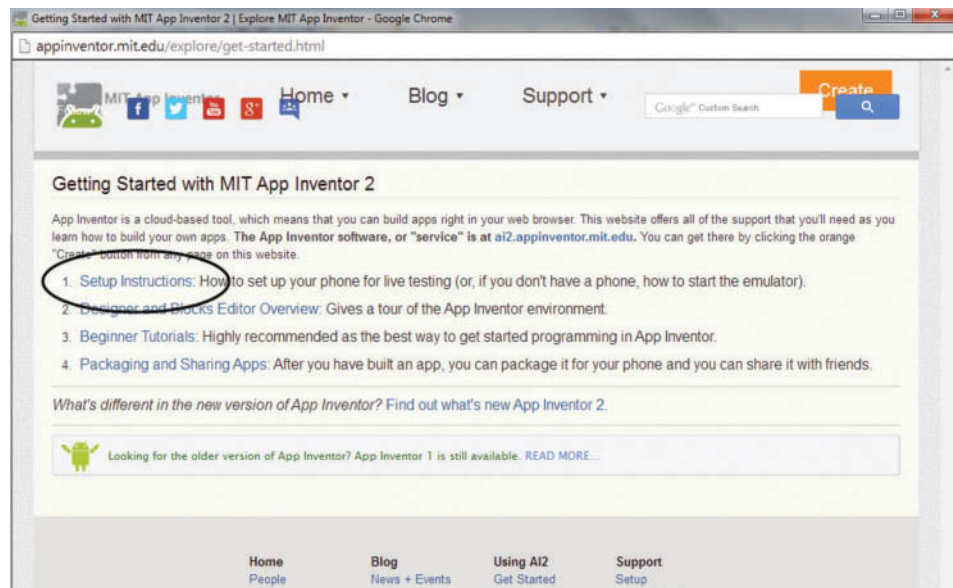 Getting Started with MIT App Inventor 2 | Explore MIT App Inventor - Google Chrome
appinventor.mit.edu/explore/get-started.html
MIT App Inventor
Home
Blog
Support
Create
Google™ Custom Search
Getting Started with MIT App Inventor 2
App Inventor is a cloud-based tool, which means that you can build apps right in your web browser. This website offers all of the support that you'll need as you
learn how to build your own apps. The App Inventor software, or "service" is at ai2.appinventor.mit.edu. You can get there by clicking the orange
"Create" button from any page on this website.
1. Setup Instructions: How to set up your phone for live testing (or, if you don't have a phone, how to start the emulator).
2. Designer and Blocks Editor Overview: Gives a tour of the App Inventor environment.
3. Beginner Tutorials: Highly recommended as the best way to get started programming in App Inventor.
4. Packaging and Sharing Apps: After you have built an app, you can package it for your phone and you can share it with friends.
What's different in the new version of App Inventor? Find out what's new App Inventor 2.
Looking for the older version of App Inventor? App Inventor 1 is still available. READ MORE...
Home Blog Using AI2 Support
People News + Events Get Started Setup